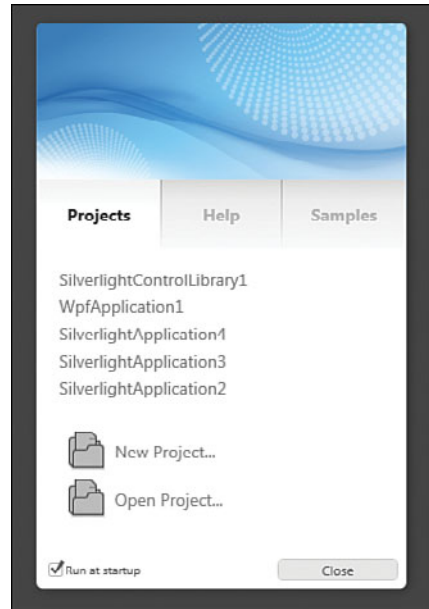 Projects Help Samples
SilverlightControlLibrary1
WpfApplication1
SilverlightApplication4
SilverlightApplication3
SilverlightApplication2
New Project...
Open Project...
Run at startup Close